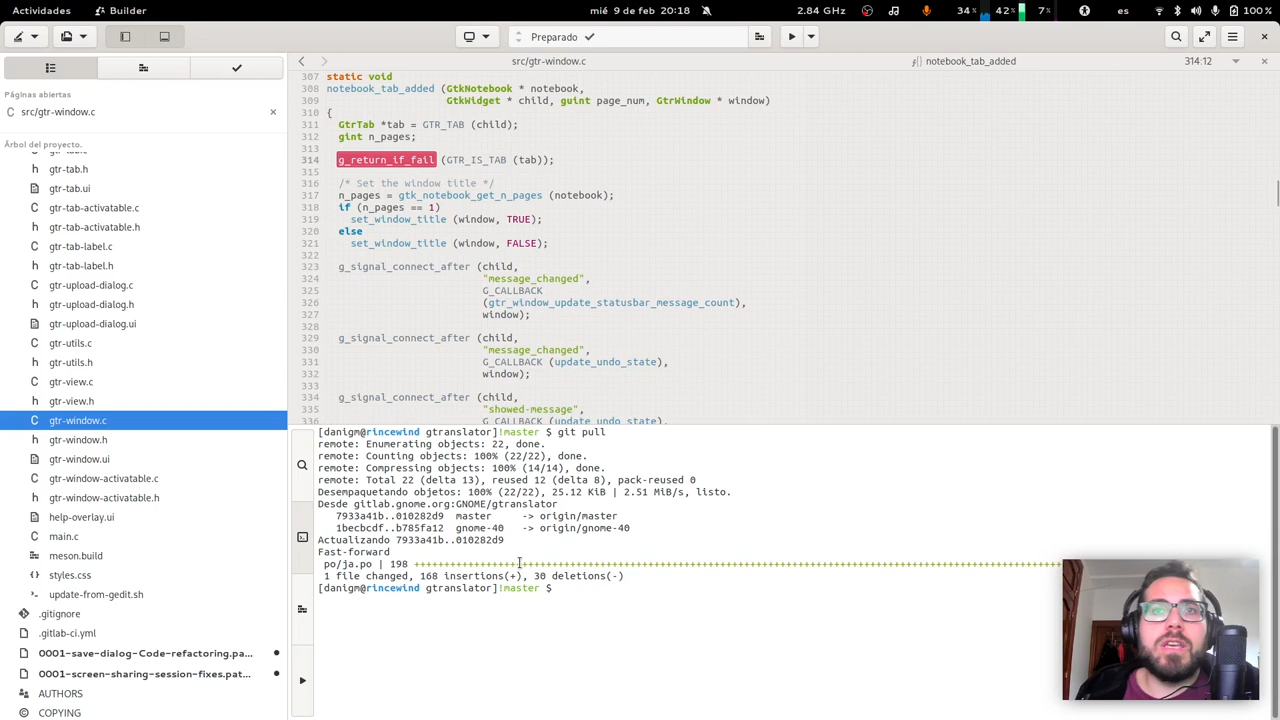 Actividades
Builder
mié 9 de feb 20:18
2.84 GHz
34%
42%
7%
es
100 %
Preparado
src/gtr-window.c
notebook_tab_added
314:12
Páginas abiertas
C src/gtr-window.c
Árbol del proyecto.
h gtr-tab.h
gtr-tab.ui
C gtr-tab-activatable.c
h gtr-tab-activatable.h
C gtr-tab-label.c
h gtr-tab-label.h
C gtr-upload-dialog.c
h gtr-upload-dialog.h
gtr-upload-dialog.ui
C gtr-utils.c
h gtr-utils.h
C gtr-view.c
h gtr-view.h
C gtr-window.c
h gtr-window.h
gtr-window.ui
C gtr-window-activatable.c
h gtr-window-activatable.h
help-overlay.ui
C main.c
meson.build
styles.css
update-from-gedit.sh
.gitignore
.gitlab-ci.yml
0001-save-dialog-Code-refactoring.pa...
0001-screen-sharing-session-fixes.pat...
AUTHORS
COPYING
307 static void
308 notebook_tab_added (GtkNotebook * notebook,
309 GtkWidget * child, guint page_num, GtrWindow * window)
310 {
311 GtrTab *tab = GTR_TAB (child);
312 gint n_pages;
313
314 g_return_if_fail (GTR_IS_TAB (tab));
315
316 /* Set the window title */
317 n_pages = gtk_notebook_get_n_pages (notebook);
318 if (n_pages == 1)
319 set_window_title (window, TRUE);
320 else
321 set_window_title (window, FALSE);
322
323 g_signal_connect_after (child,
324 "message_changed",
325 G_CALLBACK
326 (gtr_window_update_statusbar_message_count),
327 window);
328
329 g_signal_connect_after (child,
330 "message_changed",
331 G_CALLBACK (update_undo_state),
332 window);
333
334 g_signal_connect_after (child,
335 "showed-message",
336 G_CALLBACK (update_undo_state),
[danigm@rincewind gtranslator]!master $ git pull
remote: Enumerating objects: 22, done.
remote: Counting objects: 100% (22/22), done.
remote: Compressing objects: 100% (14/14), done.
remote: Total 22 (delta 13), reused 12 (delta 8), pack-reused 0
Desempaquetando objetos: 100% (22/22), 25.12 KiB | 2.51 MiB/s, listo.
Desde gitlab.gnome.org:GNOME/gtranslator
7933a41b..010282d9 master -> origin/master
1becbcdf..b785fa12 gnome-40 -> origin/gnome-40
Actualizando 7933a41b..010282d9
Fast-forward
po/ja.po | 198 ++++++++++++++++++++++++++++++++++++++++++++++++++++++++++++++++++++++++++++++++++++++++++++++++++++++++++++
1 file changed, 168 insertions(+), 30 deletions(-)
[danigm@rincewind gtranslator]!master $